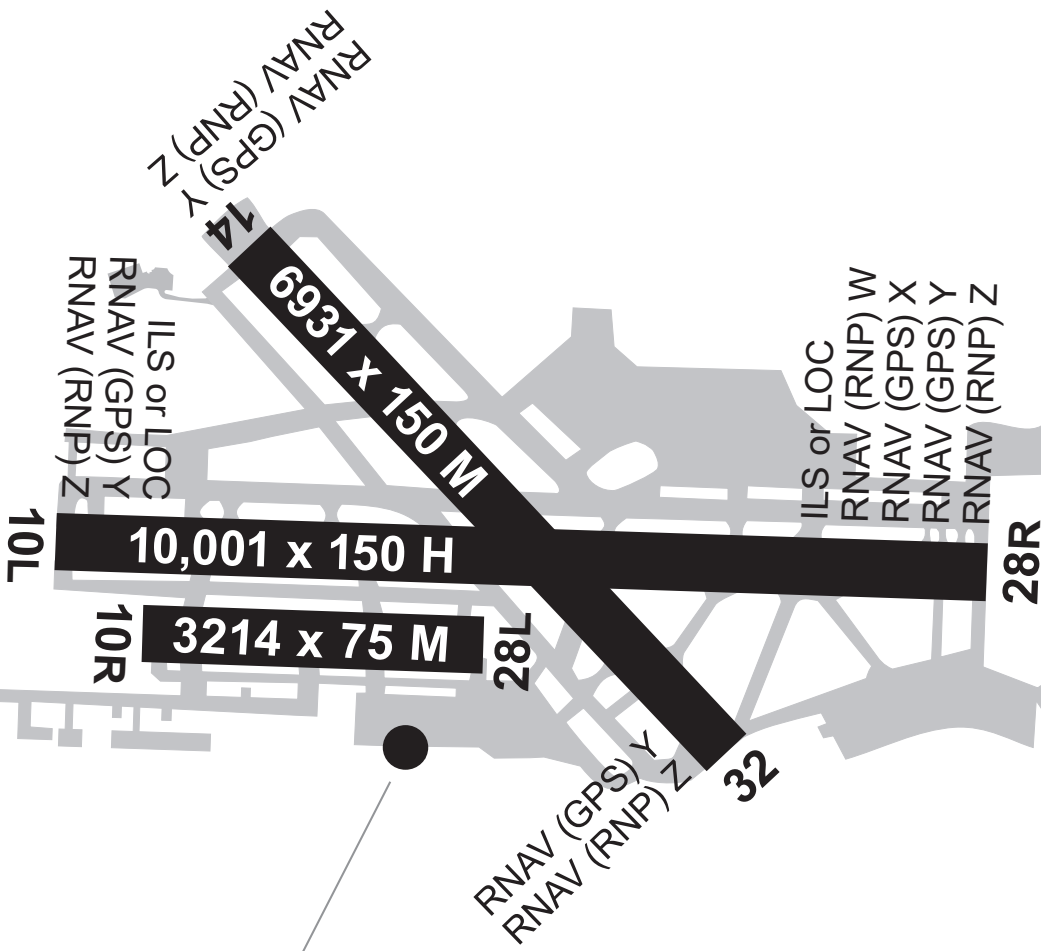 RNAV (RNP) Z
RNAV (GPS) Y
14
6931 x 150 M
RNAV (RNP) Z
RNAV (GPS) Y
ILS or LOC
10L
10,001 x 150 H
ILS or LOC
RNAV (RNP) W
RNAV (GPS) X
RNAV (GPS) Y
RNAV (RNP) Z
28R
10R
3214 x 75 M
28L
32
RNAV (GPS) Y
RNAV (RNP) Z